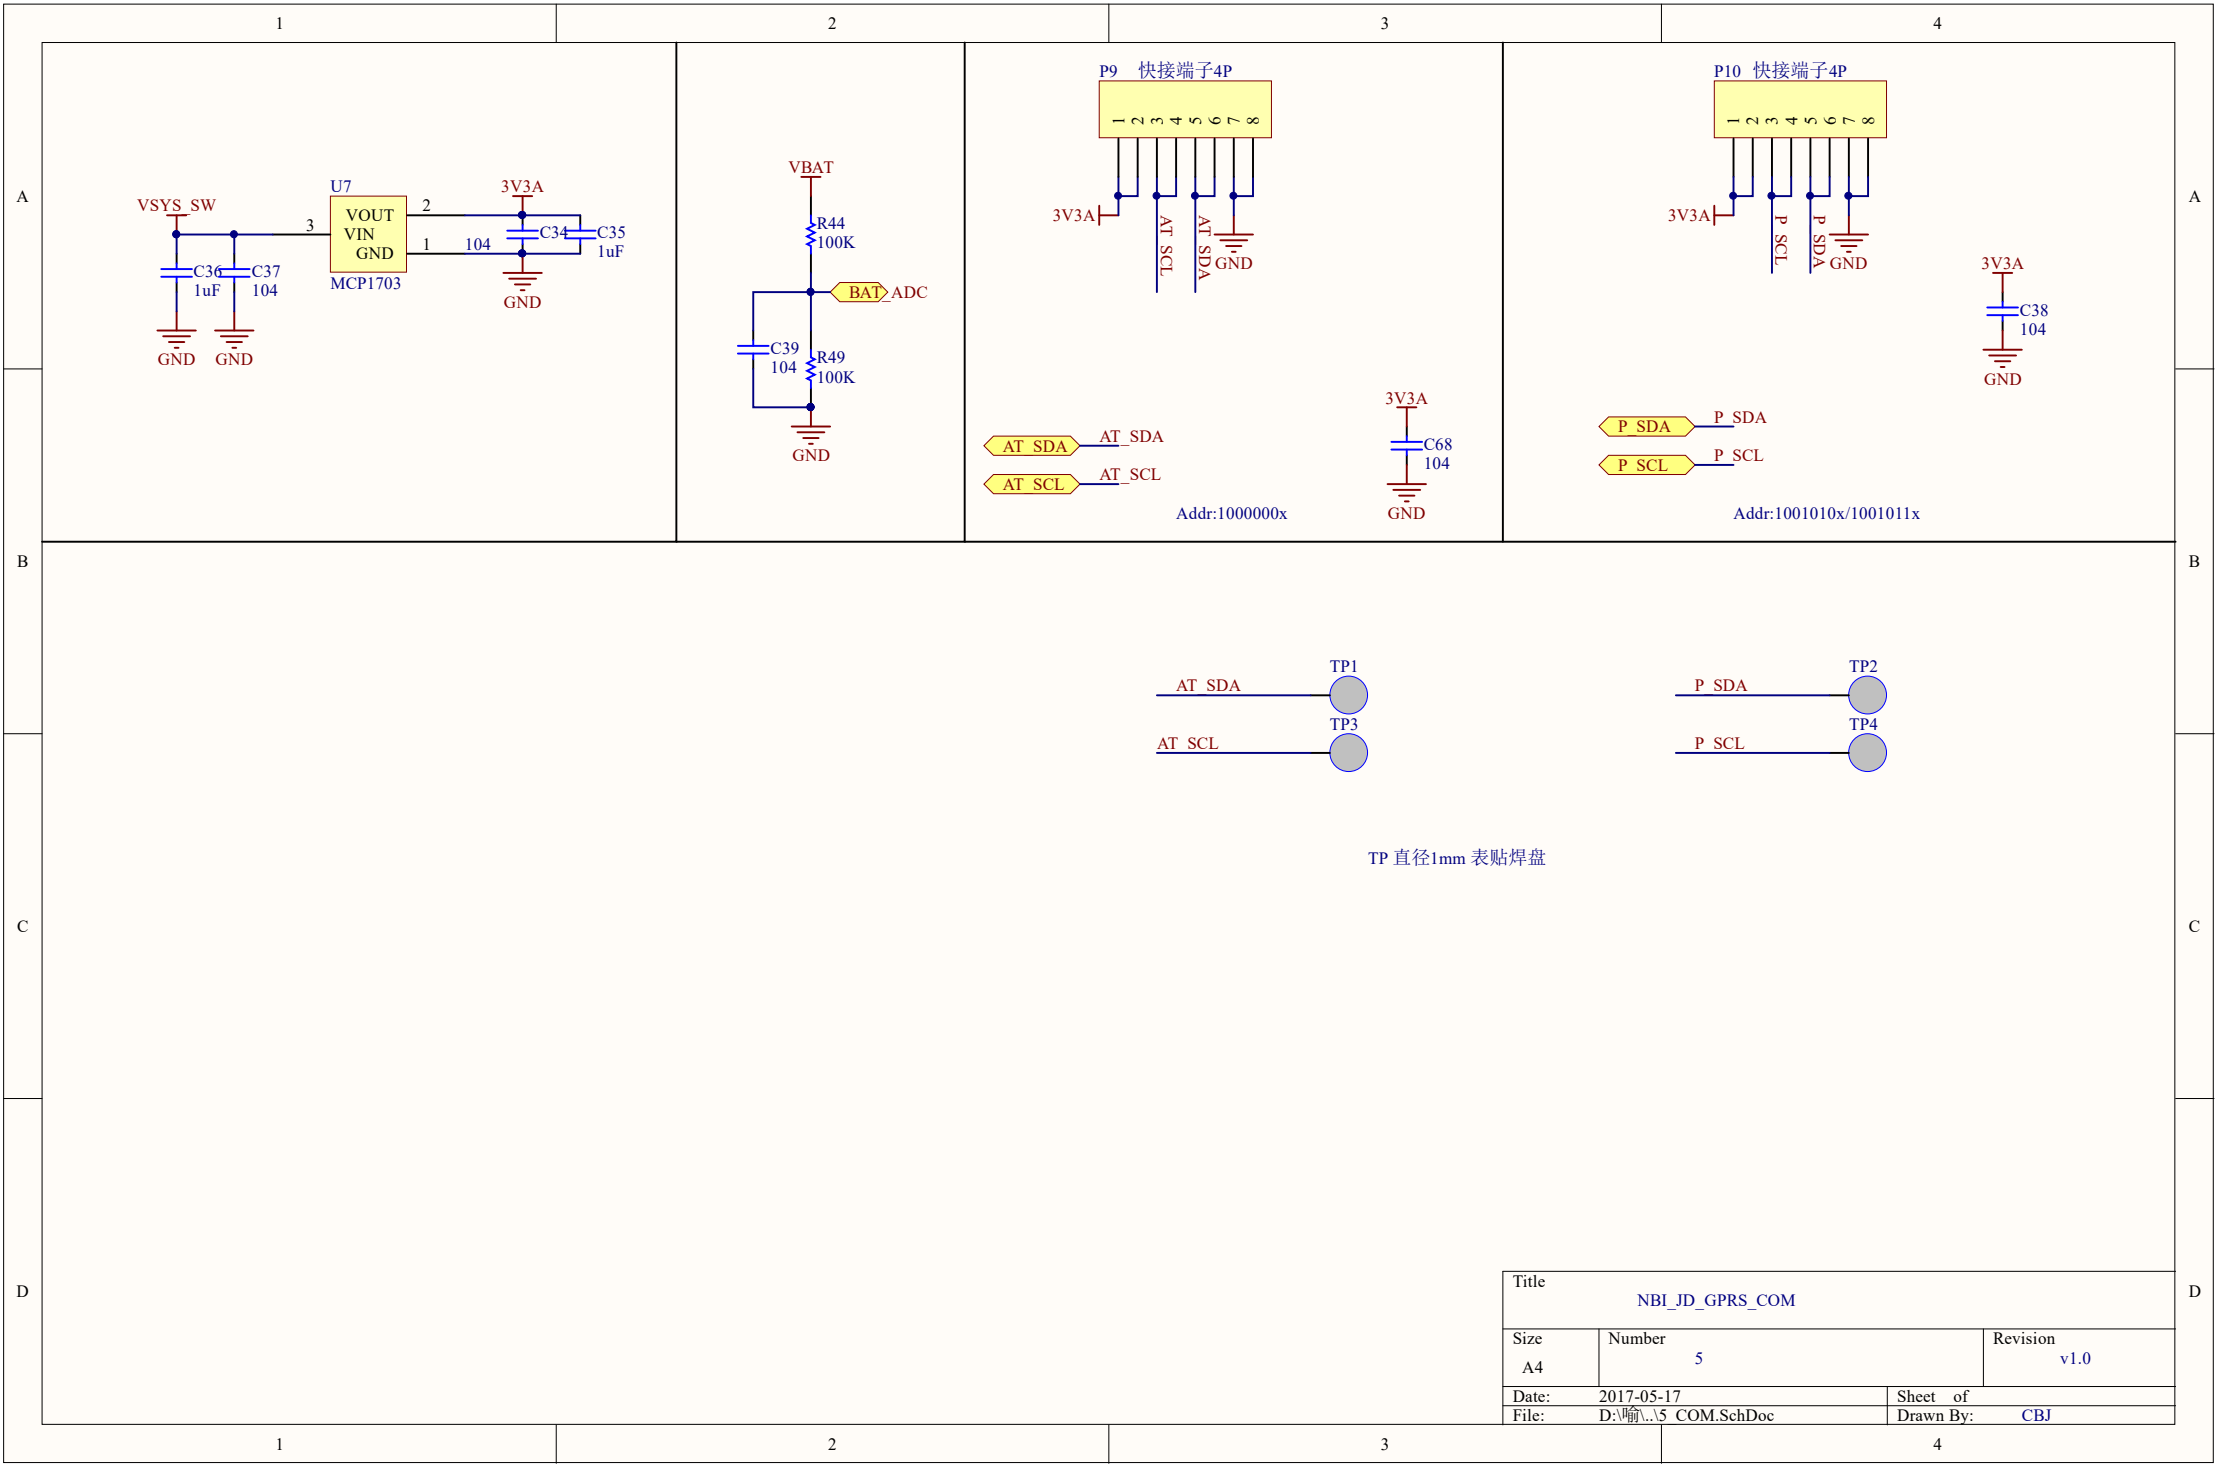 1 2 3 4
A A
B B
C C
D D
VSYS_SW
C36
1uF
GND
C37
104
GND
U7
3
VOUT
VIN
GND
MCP1703
2
1
104
3V3A
C34
C35
1uF
GND
VBAT
R44
100K
BAT_ADC
C39
104
R49
100K
GND
P9 快接端子4P
1 2 3 4 5 6 7 8
3V3A
AT_SCL
AT_SDA
GND
AT_SDA AT_SDA
AT_SCL AT_SCL
3V3A
C68
104
GND
Addr:1000000x
P10 快接端子4P
1 2 3 4 5 6 7 8
3V3A
P_SCL
P_SDA
GND
3V3A
C38
104
GND
P_SDA P_SDA
P_SCL P_SCL
Addr:1001010x/1001011x
AT_SDA TP1
AT_SCL TP3
P_SDA TP2
P_SCL TP4
TP 直径1mm 表贴焊盘
Title
NBI_JD_GPRS_COM
Size
A4
Number
5
Revision
v1.0
Date: 2017-05-17
Sheet of
File: D:\喻\..\5_COM.SchDoc
Drawn By: CBJ
1 2 3 4